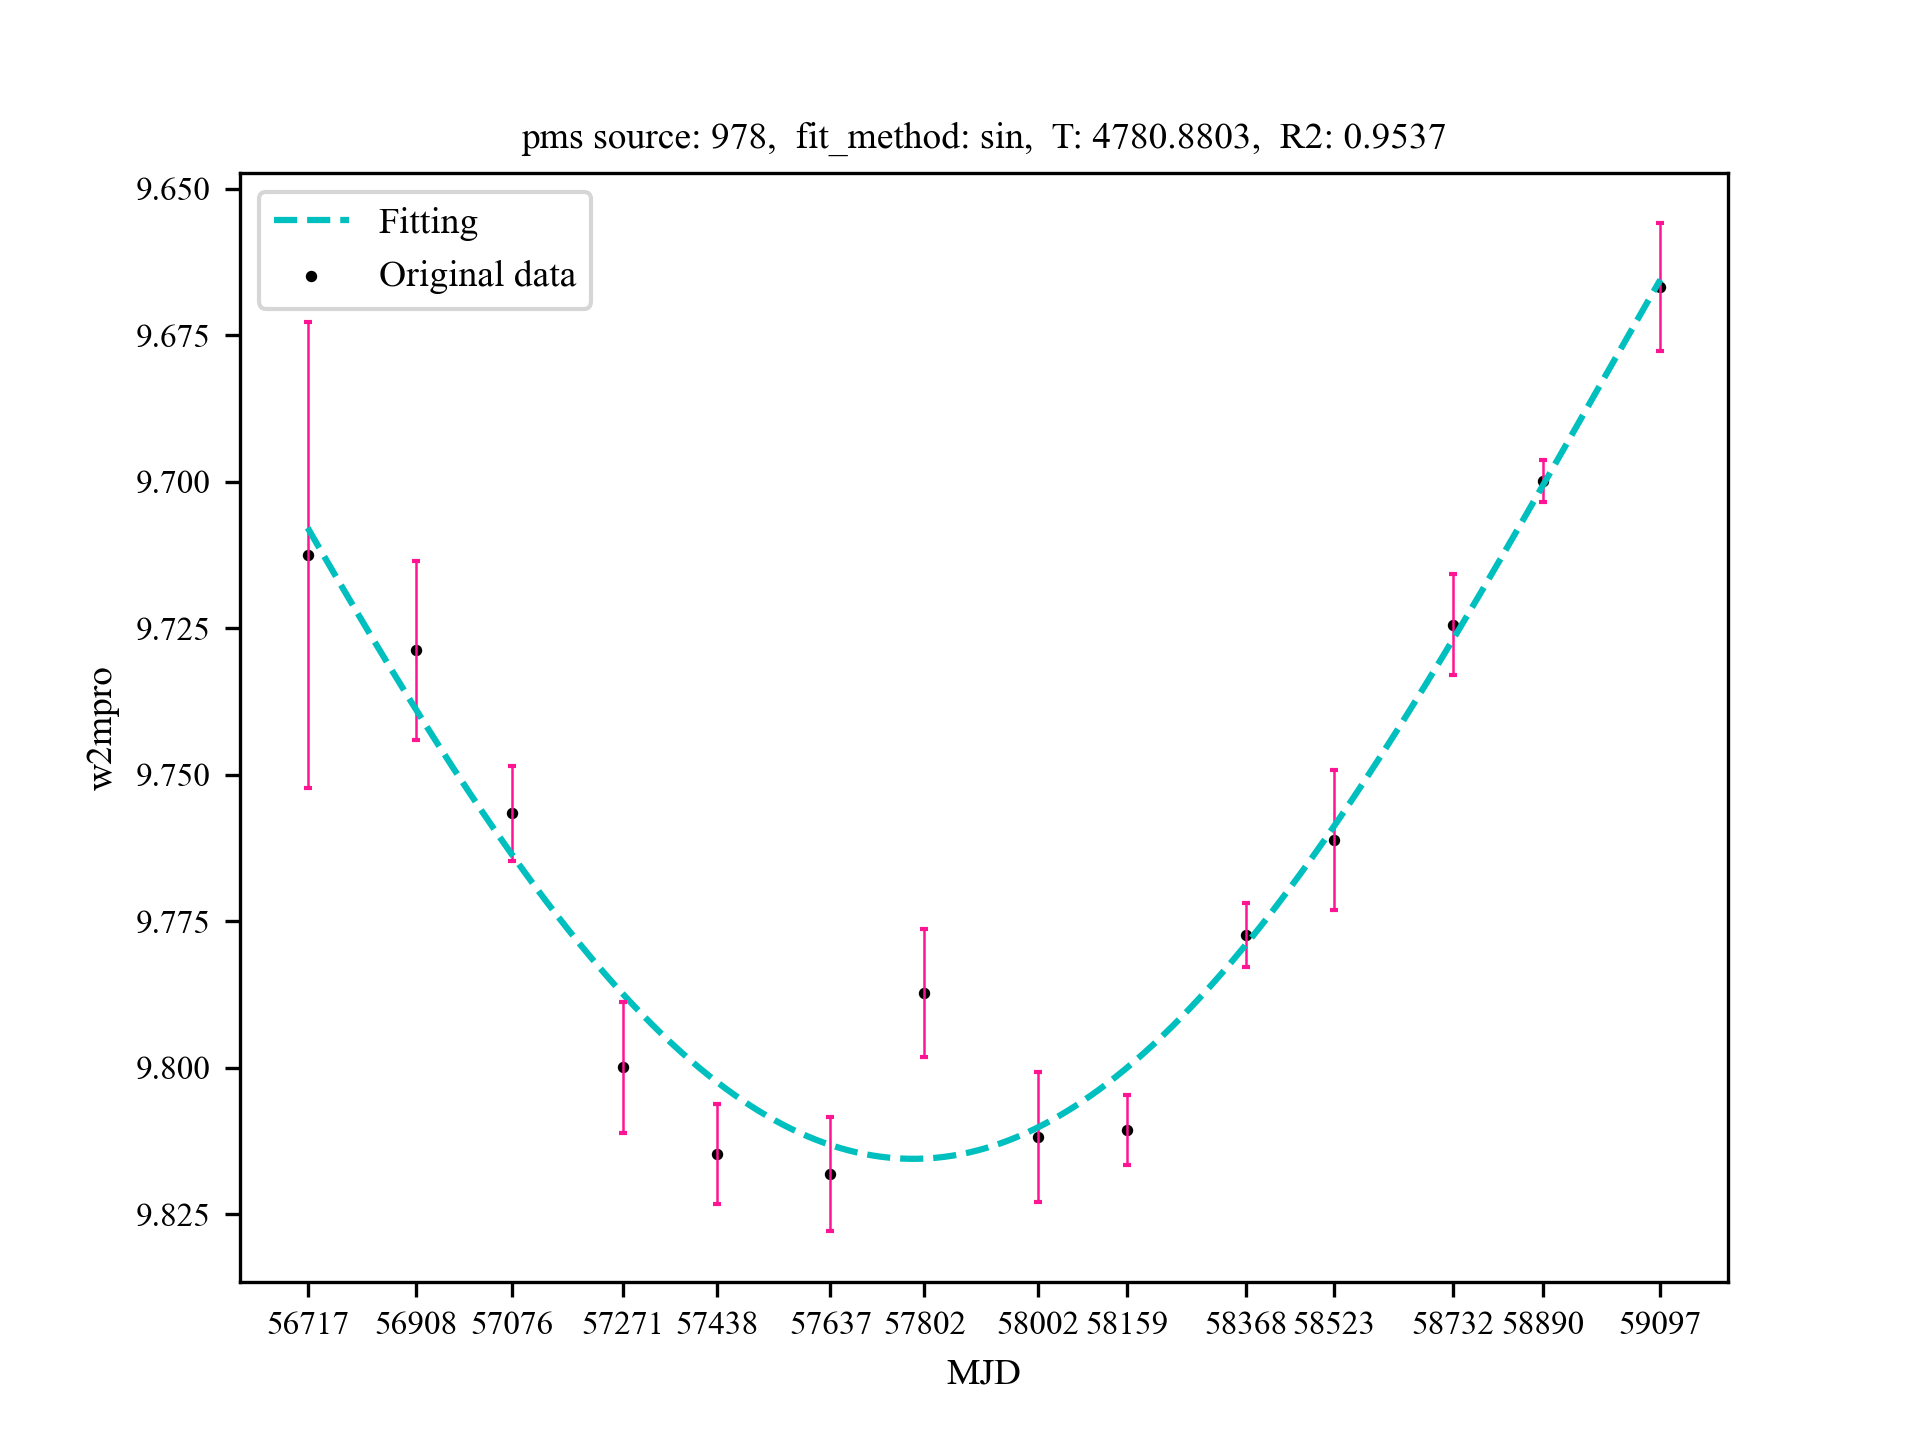 pms source: 978,  fit_method: sin,  T: 4780.8803,  R2: 0.9537
Fitting
Original data
9.650
9.675
9.700
9.725
9.750
9.775
9.800
9.825
w2mpro
56717 56908 57076 57271 57438 57637 57802 58002 58159 58368 58523 58732 58890 59097
MJD